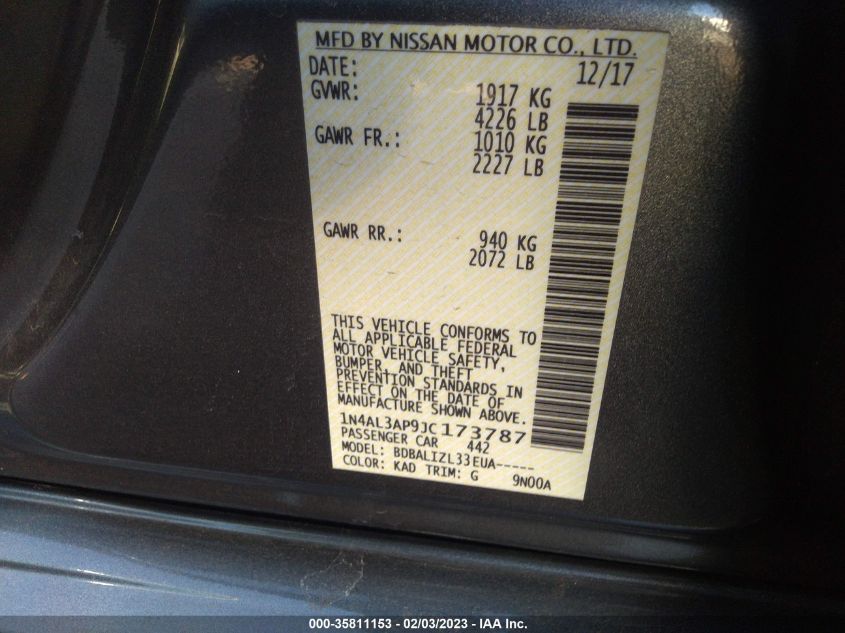 MFD BY NISSAN MOTOR CO., LTD.
DATE: 12/17
GVWR: 1917 KG
4226 LB
GAWR FR.: 1010 KG
2227 LB
GAWR RR.: 940 KG
2072 LB
THIS VEHICLE CONFORMS TO
ALL APPLICABLE FEDERAL
MOTOR VEHICLE SAFETY,
BUMPER, AND THEFT
PREVENTION STANDARDS IN
EFFECT ON THE DATE OF
MANUFACTURE SHOWN ABOVE.
1N4AL3AP9JC173787
PASSENGER CAR 442
MODEL: BDBALIZL33EUA-----
COLOR: KAD TRIM: G 9N00A
000-35811153 - 02/03/2023 - IAA Inc.